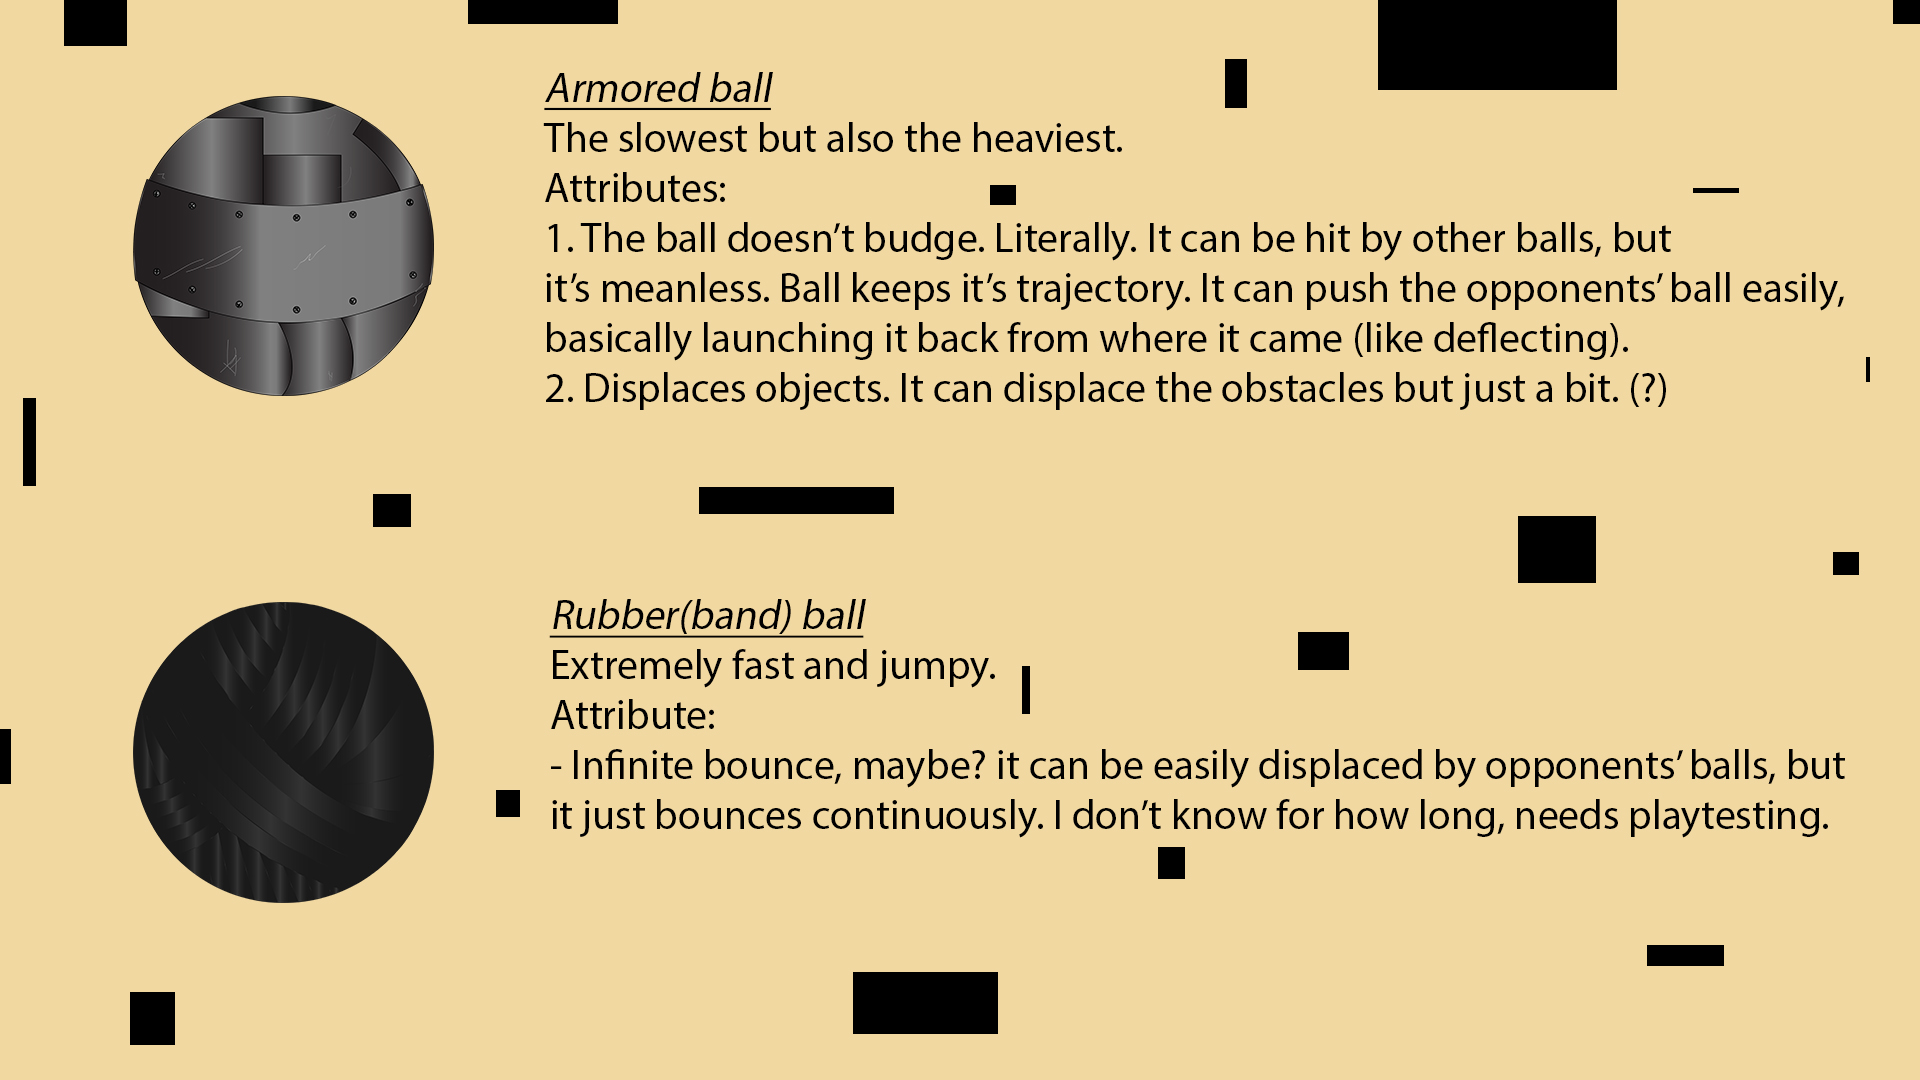 Armored ball
The slowest but also the heaviest.
Attributes:
1. The ball doesn’t budge. Literally. It can be hit by other balls, but
it’s meanless. Ball keeps it’s trajectory. It can push the opponents’ ball easily,
basically launching it back from where it came (like deflecting).
2. Displaces objects. It can displace the obstacles but just a bit. (?)
Rubber(band) ball
Extremely fast and jumpy.
Attribute:
- Infinite bounce, maybe? it can be easily displaced by opponents’ balls, but
it just bounces continuously. I don’t know for how long, needs playtesting.